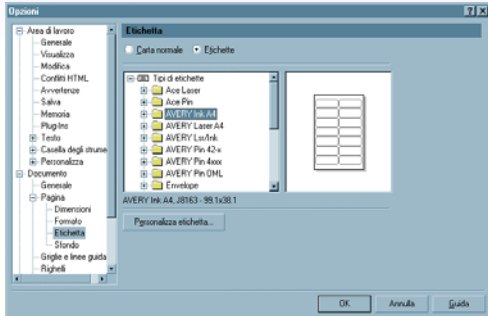 Opzioni
Area di lavoro
Generale
Visualizza
Modifica
Conflitti HTML
Avvertenze
Salva
Memoria
Plug-Ins
Testo
Casella degli strume
Personalizza
Documento
Generale
Pagina
Dimensioni
Formato
Etichetta
Sfondo
Griglie e linee guida
Righelli
Etichetta
Carta normale
Etichette
Tipi di etichette
Ace Laser
Ace Pin
AVERY Ink A4
AVERY Laser A4
AVERY Lsr/Ink
AVERY Pin 42-x
AVERY Pin 4xxx
AVERY Pin OML
Envelope
AVERY Ink A4, J8163 - 99.1x38.1
Personalizza etichetta...
OK
Annulla
Guida